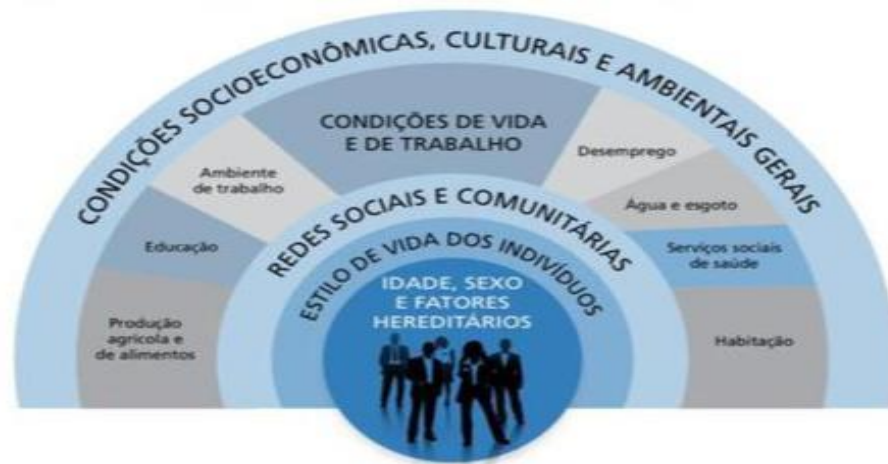 CONDIÇÕES SOCIOECONÔMICAS, CULTURAIS E AMBIENTAIS GERAIS
CONDIÇÕES DE VIDA
E DE TRABALHO
Ambiente
de trabalho
Desemprego
Educação
Água e esgoto
Produção
agrícola e
de alimentos
Serviços sociais
de saúde
Habitação
REDES SOCIAIS E COMUNITÁRIAS
ESTILO DE VIDA DOS INDIVÍDUOS
IDADE, SEXO
E FATORES
HEREDITÁRIOS